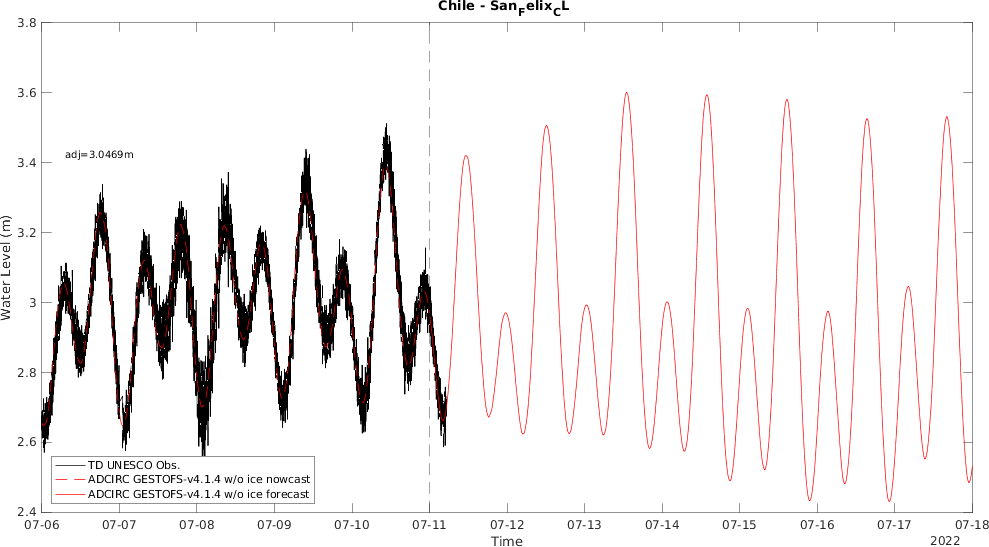 Chile - San_Felix_CL
3.8
3.6
3.4
3.2
3
2.8
2.6
2.4
Water Level (m)
adj=3.0469m
TD UNESCO Obs.
ADCIRC GESTOFS-v4.1.4 w/o ice nowcast
ADCIRC GESTOFS-v4.1.4 w/o ice forecast
07-06 07-07 07-08 07-09 07-10 07-11 07-12 07-13 07-14 07-15 07-16 07-17 07-18
Time
2022